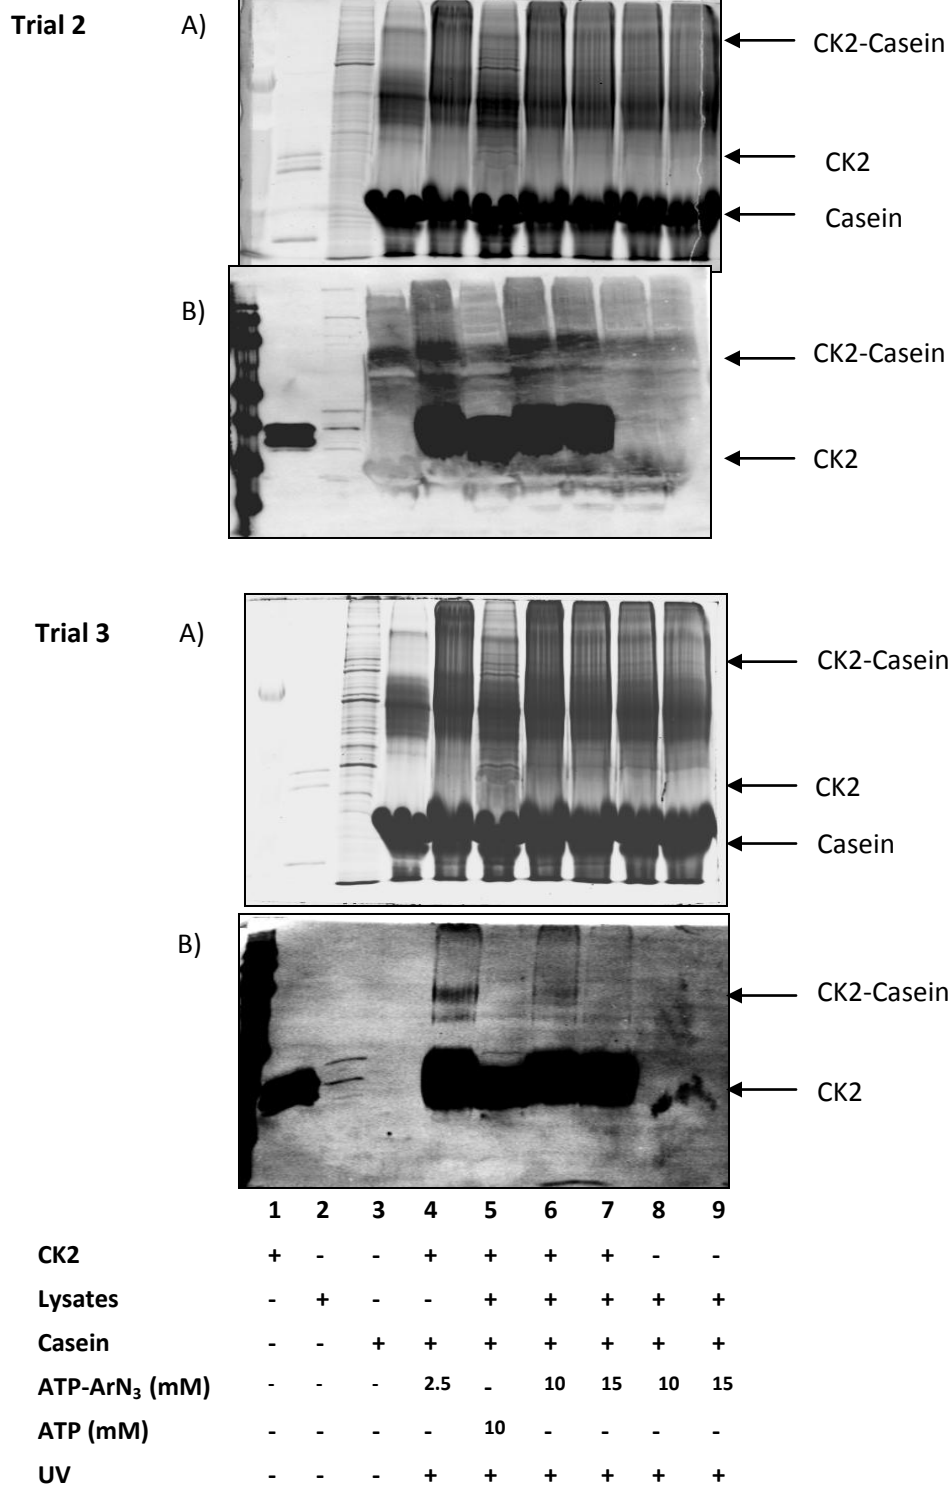 Trial 2 A)
CK2-Casein
CK2
Casein
B)
CK2-Casein
CK2
Trial 3 A)
CK2-Casein
CK2
Casein
B)
CK2-Casein
CK2
1 2 3 4 5 6 7 8 9
CK2 + - - + + + + - -
Lysates - + - - + + + + +
Casein - - + + + + + + +
ATP-ArN₃ (mM) - - - 2.5 - 10 15 10 15
ATP (mM) - - - - 10 - - - -
UV - - - + + + + + +